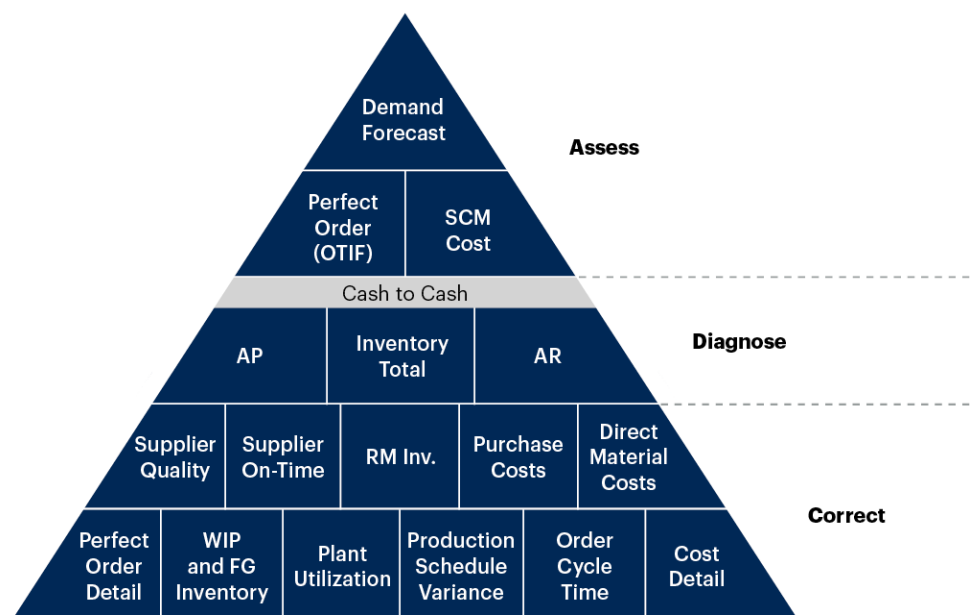 Demand
Forecast
Assess
Perfect
Order
(OTIF)
SCM
Cost
Cash to Cash
AP
Inventory
Total
AR
Diagnose
Supplier
Quality
Supplier
On-Time
RM Inv.
Purchase
Costs
Direct
Material
Costs
Correct
Perfect
Order
Detail
WIP
and FG
Inventory
Plant
Utilization
Production
Schedule
Variance
Order
Cycle
Time
Cost
Detail